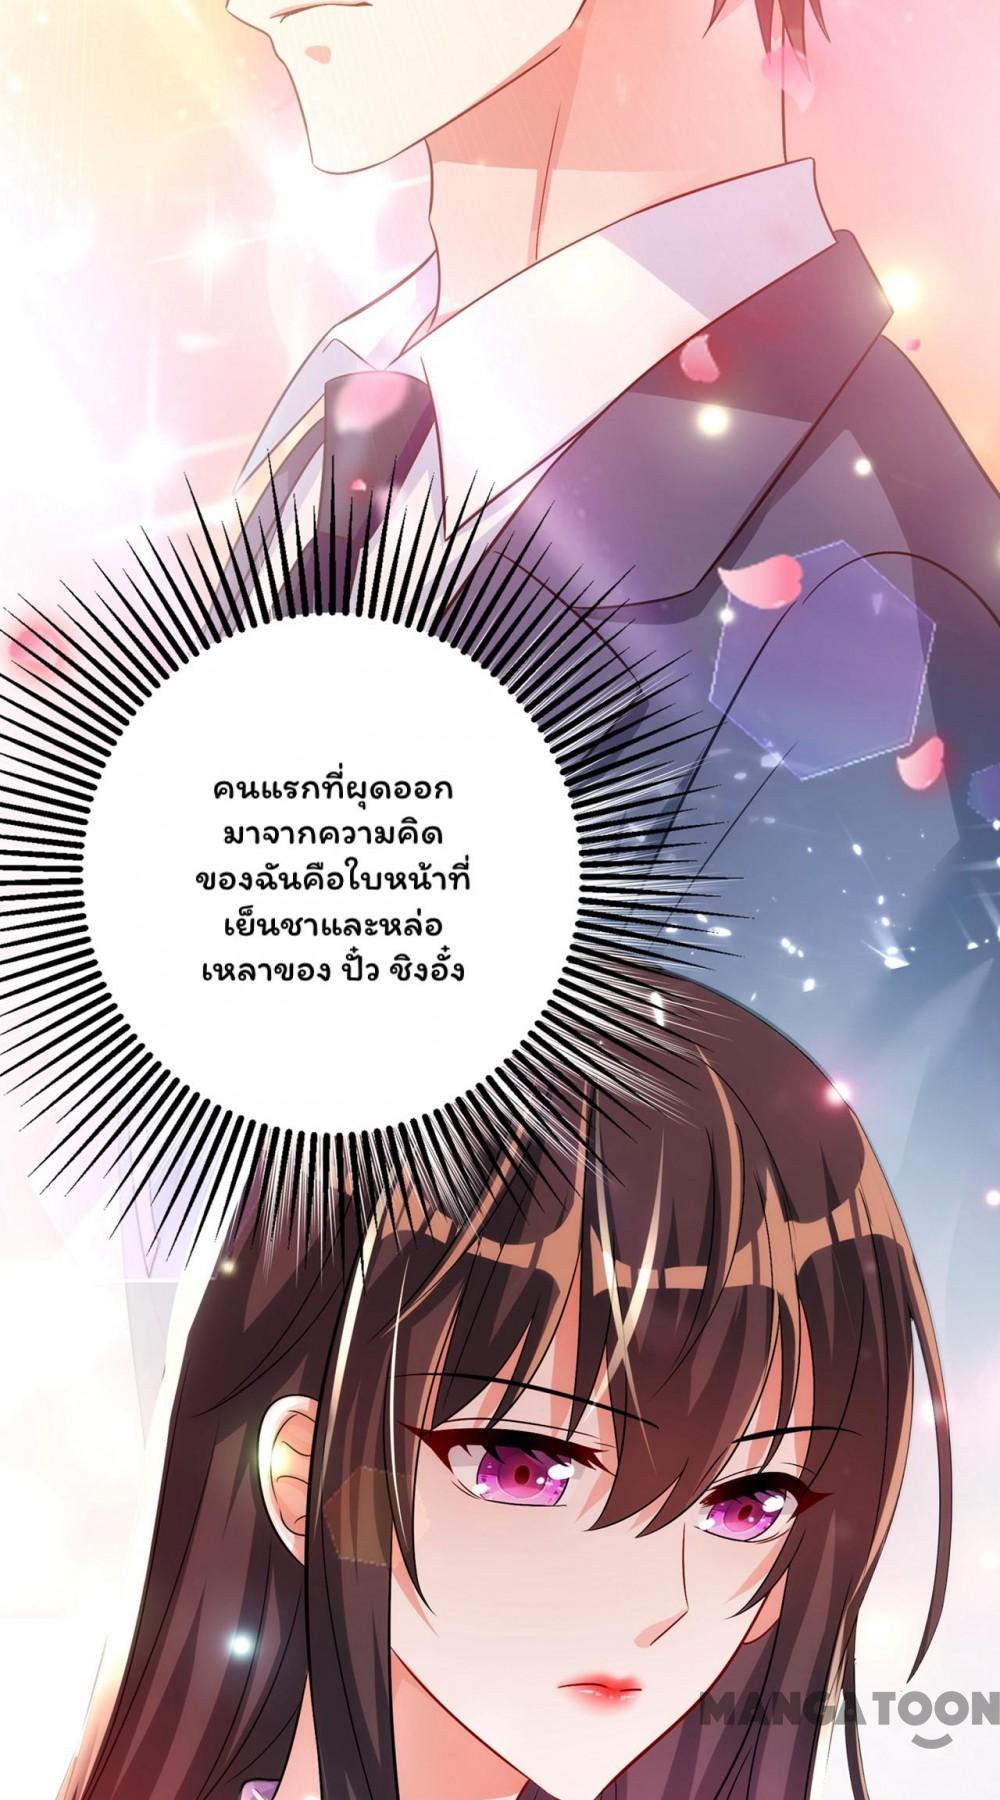 คนแรกที่ผุดออก
มาจากความคิด
ของฉันคือใบหน้าที่
เย็นชาและหล่อ
เหลาของ ปั๋ว ชิงอั๋ง
MANGATOON